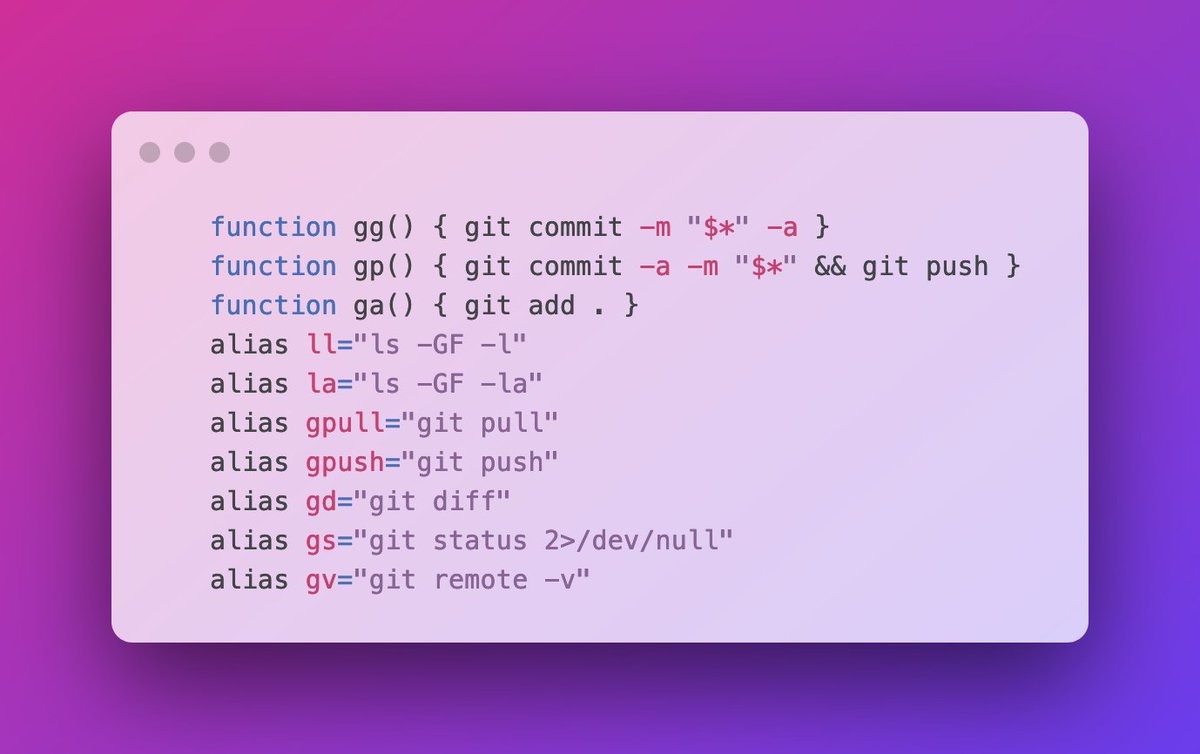 function gg() { git commit -m "$*" -a }
function gp() { git commit -a -m "$*" && git push }
function ga() { git add . }
alias ll="ls -GF -l"
alias la="ls -GF -la"
alias gpull="git pull"
alias gpush="git push"
alias gd="git diff"
alias gs="git status 2>/dev/null"
alias gv="git remote -v"